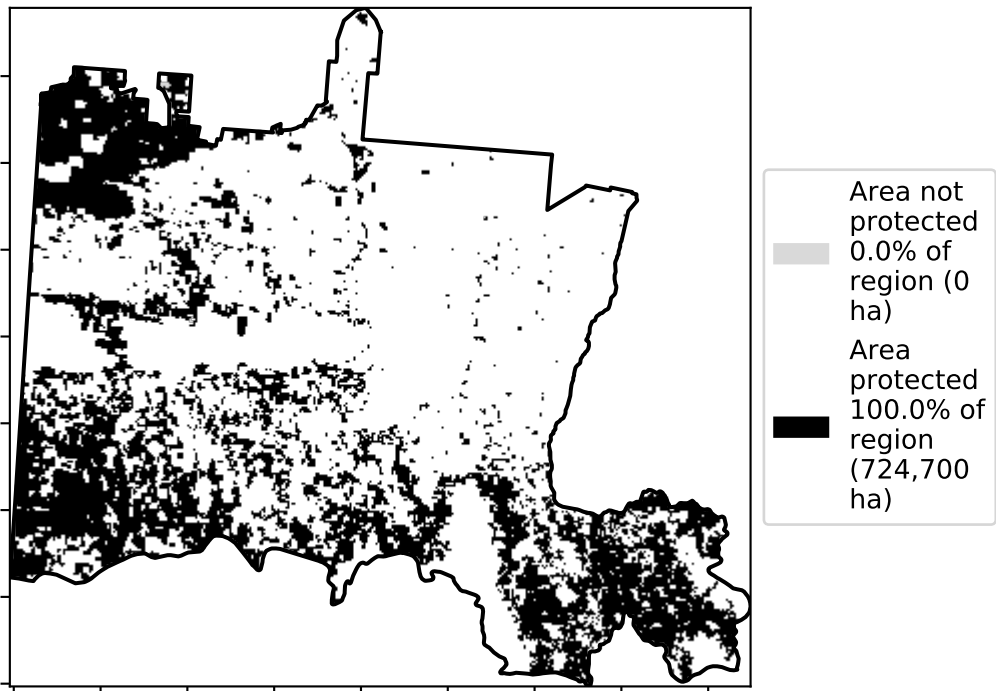 Area not
protected
0.0% of
region (0
ha)
Area
protected
100.0% of
region
(724,700
ha)